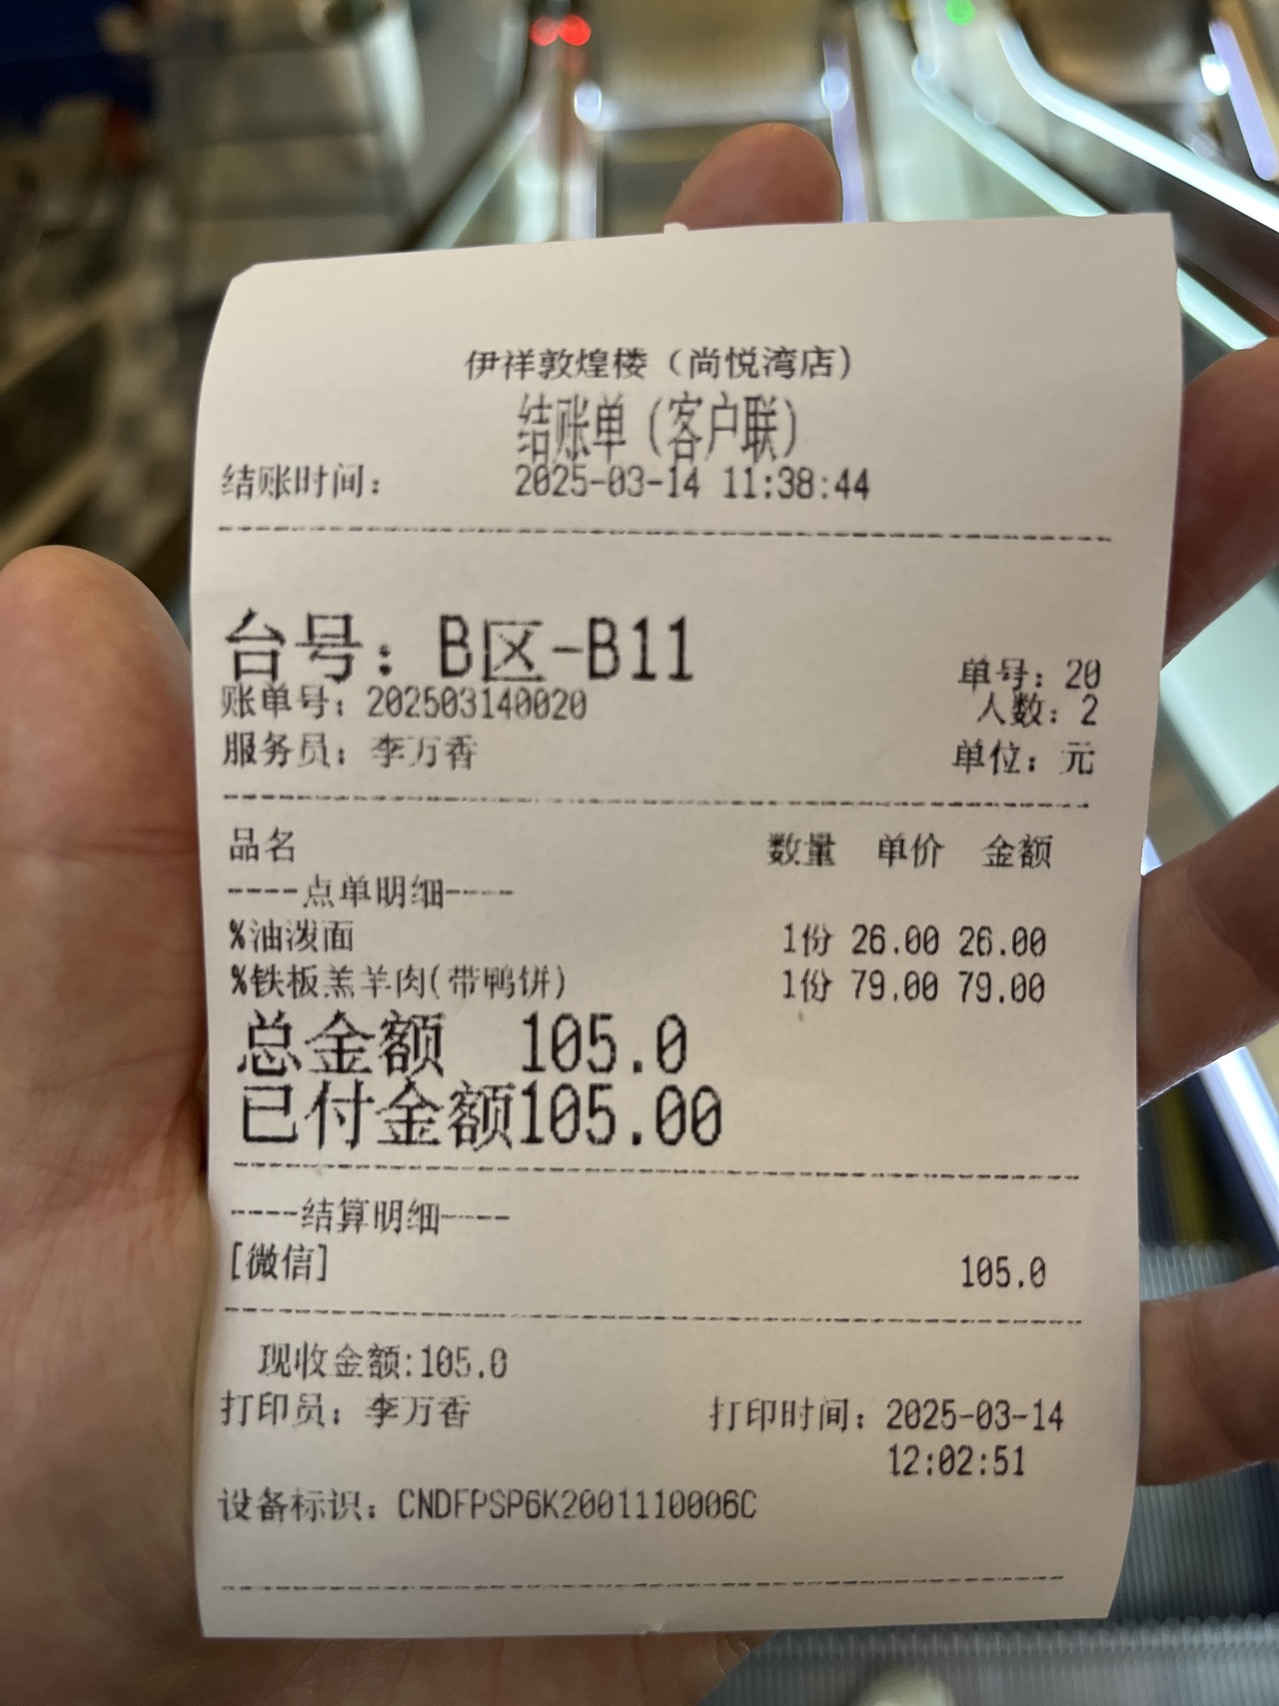 伊祥敦煌楼（尚悦湾店）
结账单（客户联）
结账时间： 2025-03-14 11:38:44
台号：B区-B11
单号：20
账单号：202503140020 人数：2
服务员：李万香 单位：元
品名 数量 单价 金额
----点单明细----
%油泼面 1份 26.00 26.00
%铁板羔羊肉(带鸭饼) 1份 79.00 79.00
总金额 105.0
已付金额105.00
----结算明细----
[微信] 105.0
现收金额:105.0
打印员：李万香 打印时间：2025-03-14
12:02:51
设备标识：CNDFPSP6K2001110006C